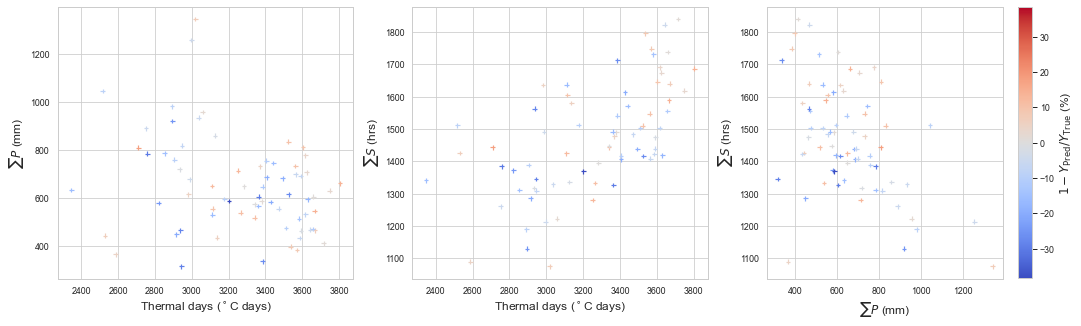 1200
1000
800
600
400
∑P (mm)
2400 2600 2800 3000 3200 3400 3600 3800
Thermal days (°C days)
1800
1700
1600
1500
1400
1300
1200
1100
∑S (hrs)
2400 2600 2800 3000 3200 3400 3600 3800
Thermal days (°C days)
1800
1700
1600
1500
1400
1300
1200
1100
∑S (hrs)
400 600 800 1000 1200
∑P (mm)
30
20
10
0
−10
−20
−30
1 − Y_Pred/Y_True (%)